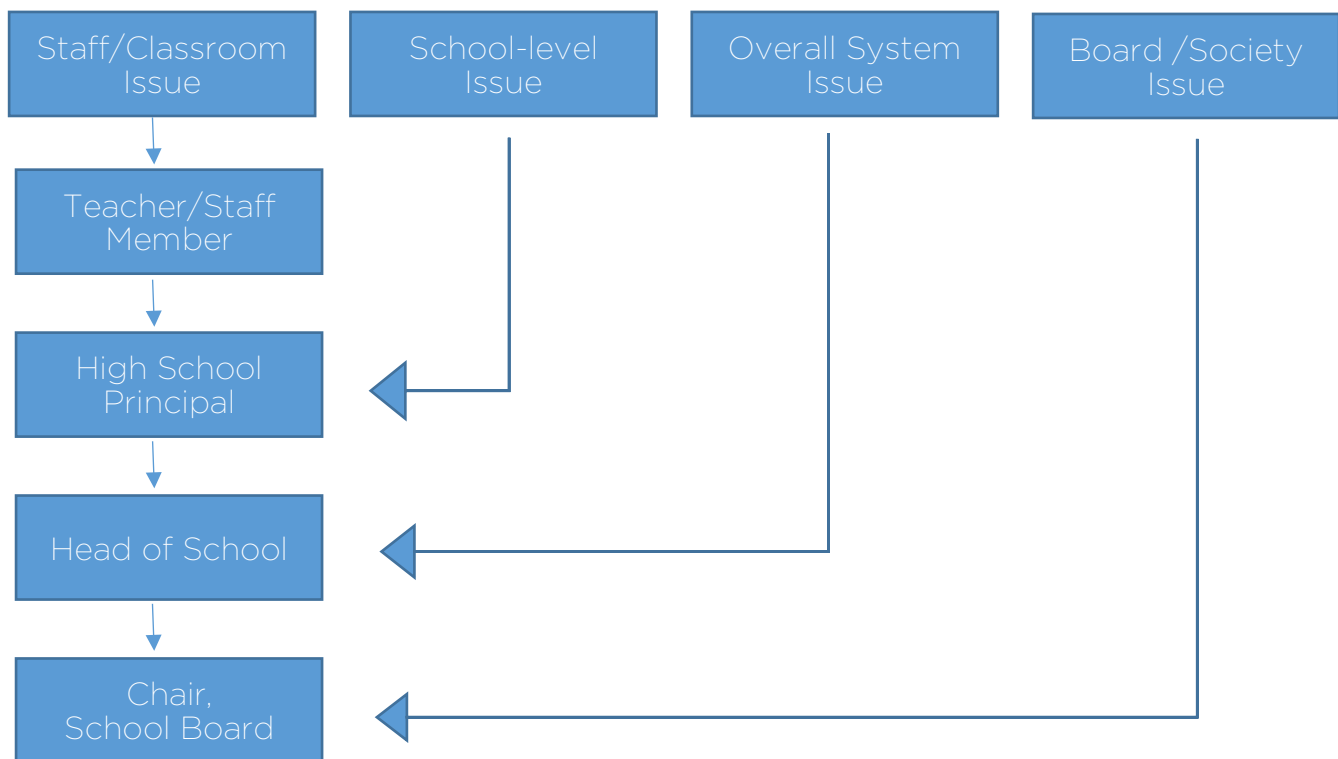 Staff/Classroom
Issue
School-level
Issue
Overall System
Issue
Board /Society
Issue
Teacher/Staff
Member
High School
Principal
Head of School
Chair,
School Board